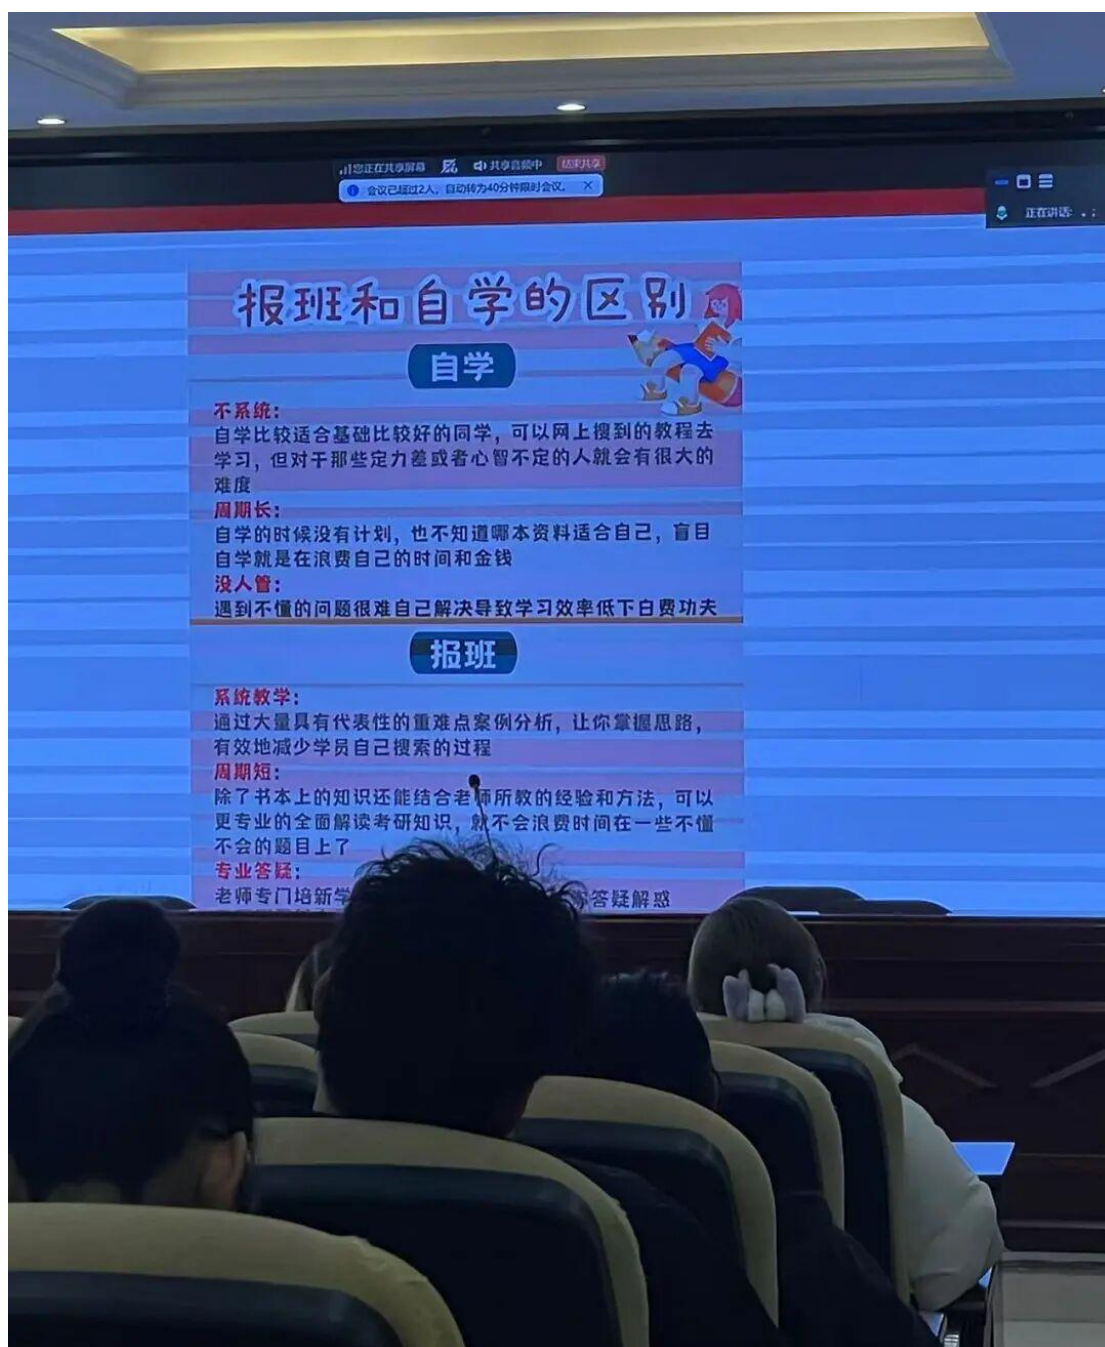 您正在共享屏幕 共享音频中 结束共享
会议已超过2人，自动转为40分钟限时会议。
正在讲话:
报班和自学的区别
自学
不系统：
自学比较适合基础比较好的同学，可以网上搜到的教程去
学习，但对于那些定力差或者心智不定的人就会有很大的
难度
周期长：
自学的时候没有计划，也不知道哪本资料适合自己，盲目
自学就是在浪费自己的时间和金钱
没人管：
遇到不懂的问题很难自己解决导致学习效率低下白费功夫
报班
系统教学：
通过大量具有代表性的重难点案例分析，让你掌握思路，
有效地减少学员自己搜索的过程
周期短：
除了书本上的知识还能结合老师所教的经验和方法，可以
更专业的全面解读考研知识，就不会浪费时间在一些不懂
不会的题目上了
专业答疑：
老师专门培新学 答疑解惑